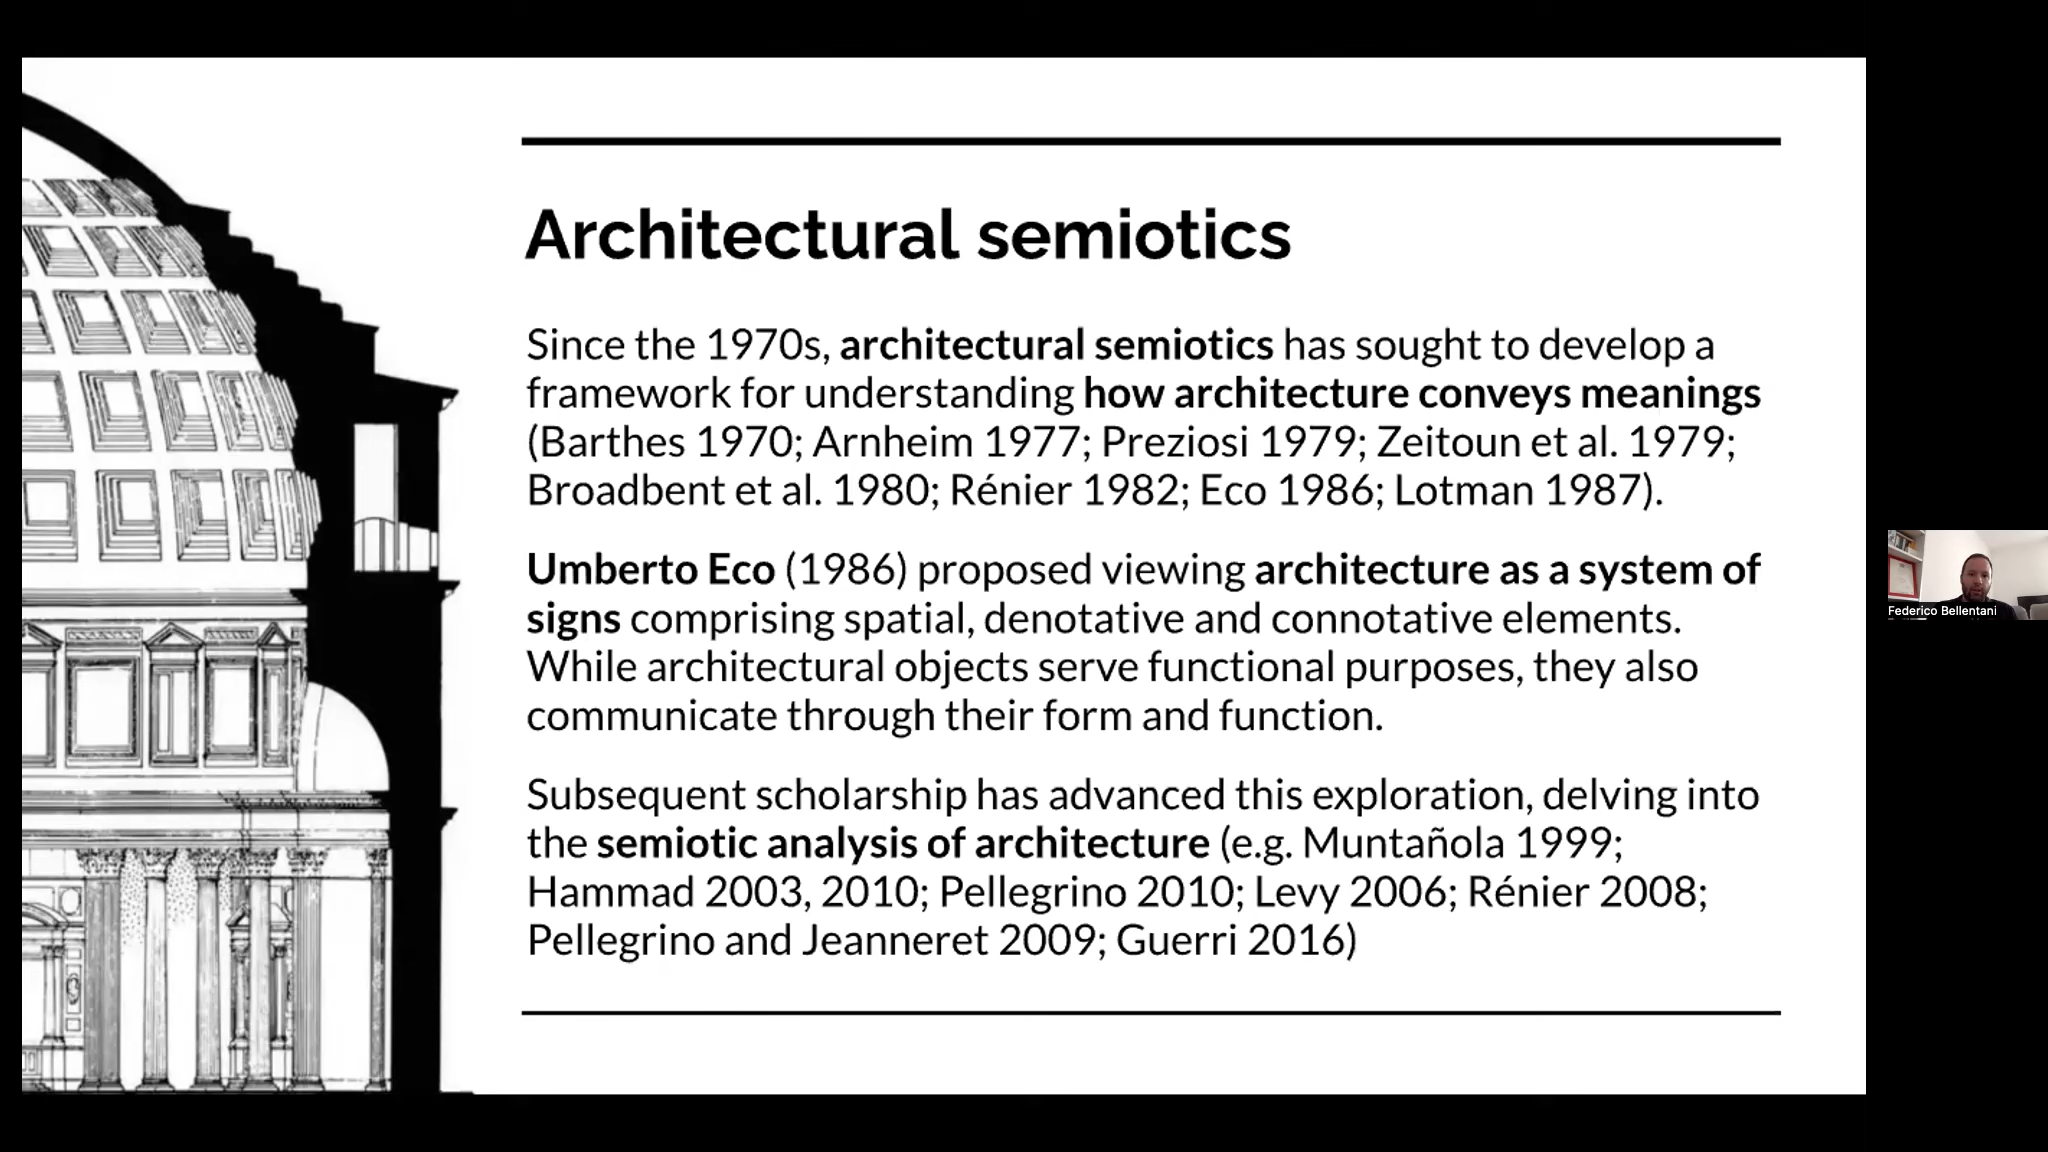 Architectural semiotics
Since the 1970s, architectural semiotics has sought to develop a
framework for understanding how architecture conveys meanings
(Barthes 1970; Arnheim 1977; Preziosi 1979; Zeitoun et al. 1979;
Broadbent et al. 1980; Rénier 1982; Eco 1986; Lotman 1987).
Umberto Eco (1986) proposed viewing architecture as a system of
signs comprising spatial, denotative and connotative elements.
While architectural objects serve functional purposes, they also
communicate through their form and function.
Subsequent scholarship has advanced this exploration, delving into
the semiotic analysis of architecture (e.g. Muntañola 1999;
Hammad 2003, 2010; Pellegrino 2010; Levy 2006; Rénier 2008;
Pellegrino and Jeanneret 2009; Guerri 2016)
Federico Bellentani